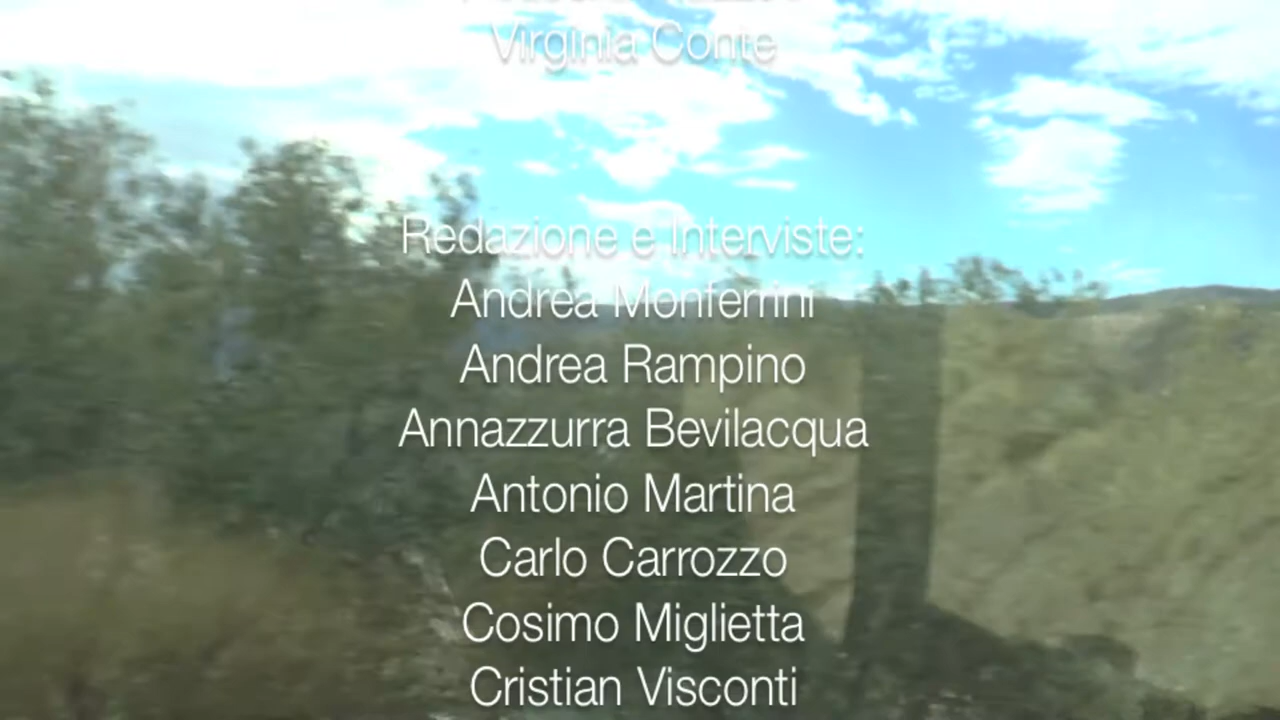 Virginia Conte
Redazione e Interviste:
Andrea Monferrini
Andrea Rampino
Annazzurra Bevilacqua
Antonio Martina
Carlo Carrozzo
Cosimo Miglietta
Cristian Visconti